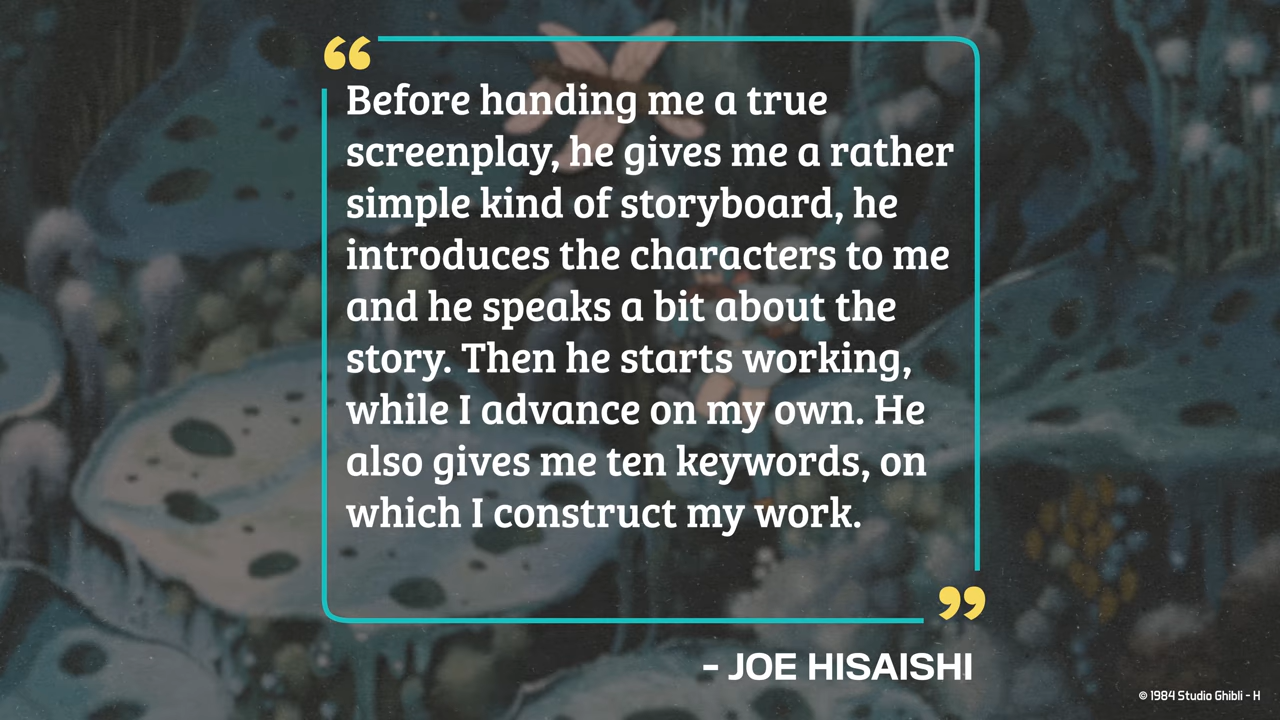 “
Before handing me a true
screenplay, he gives me a rather
simple kind of storyboard, he
introduces the characters to me
and he speaks a bit about the
story. Then he starts working,
while I advance on my own. He
also gives me ten keywords, on
which I construct my work.
”
- JOE HISAISHI
© 1984 Studio Ghibli - H